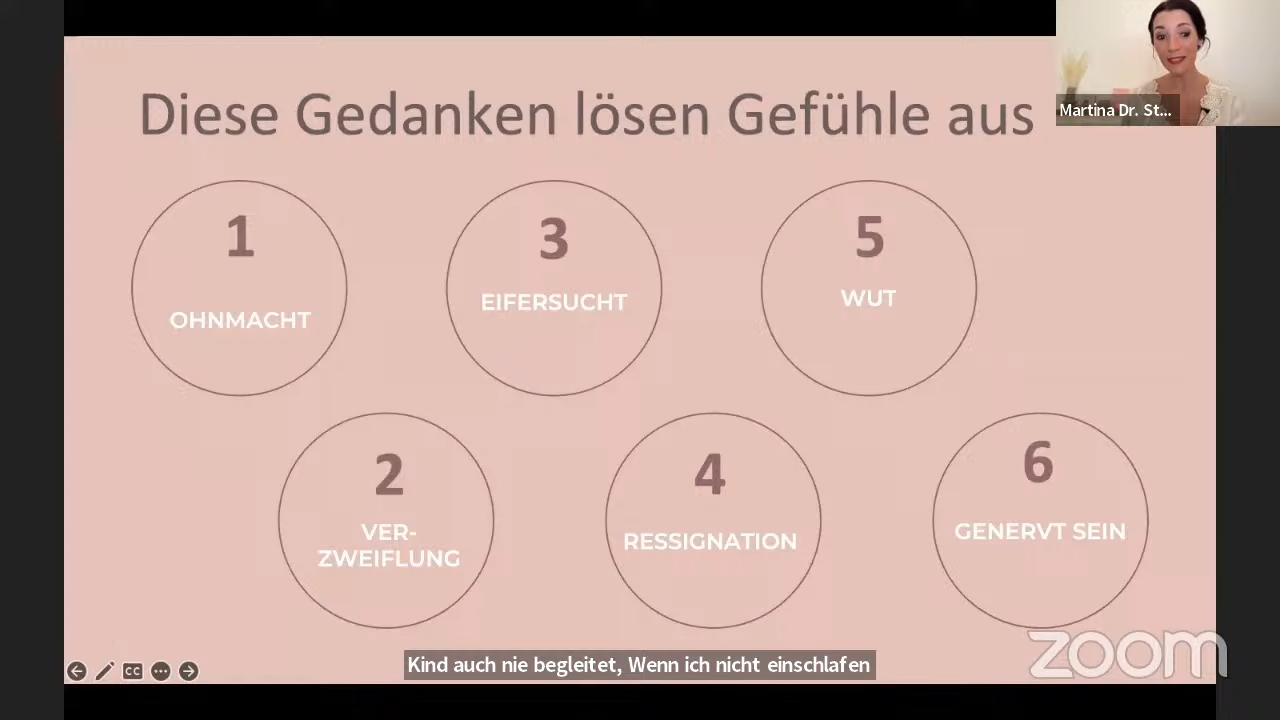 Diese Gedanken lösen Gefühle aus
Martina Dr. St...
1
OHNMACHT
3
EIFERSUCHT
5
WUT
2
VER-
ZWEIFLUNG
4
RESSIGNATION
6
GENERVT SEIN
CC
Kind auch nie begleitet, Wenn ich nicht einschlafen
zoom